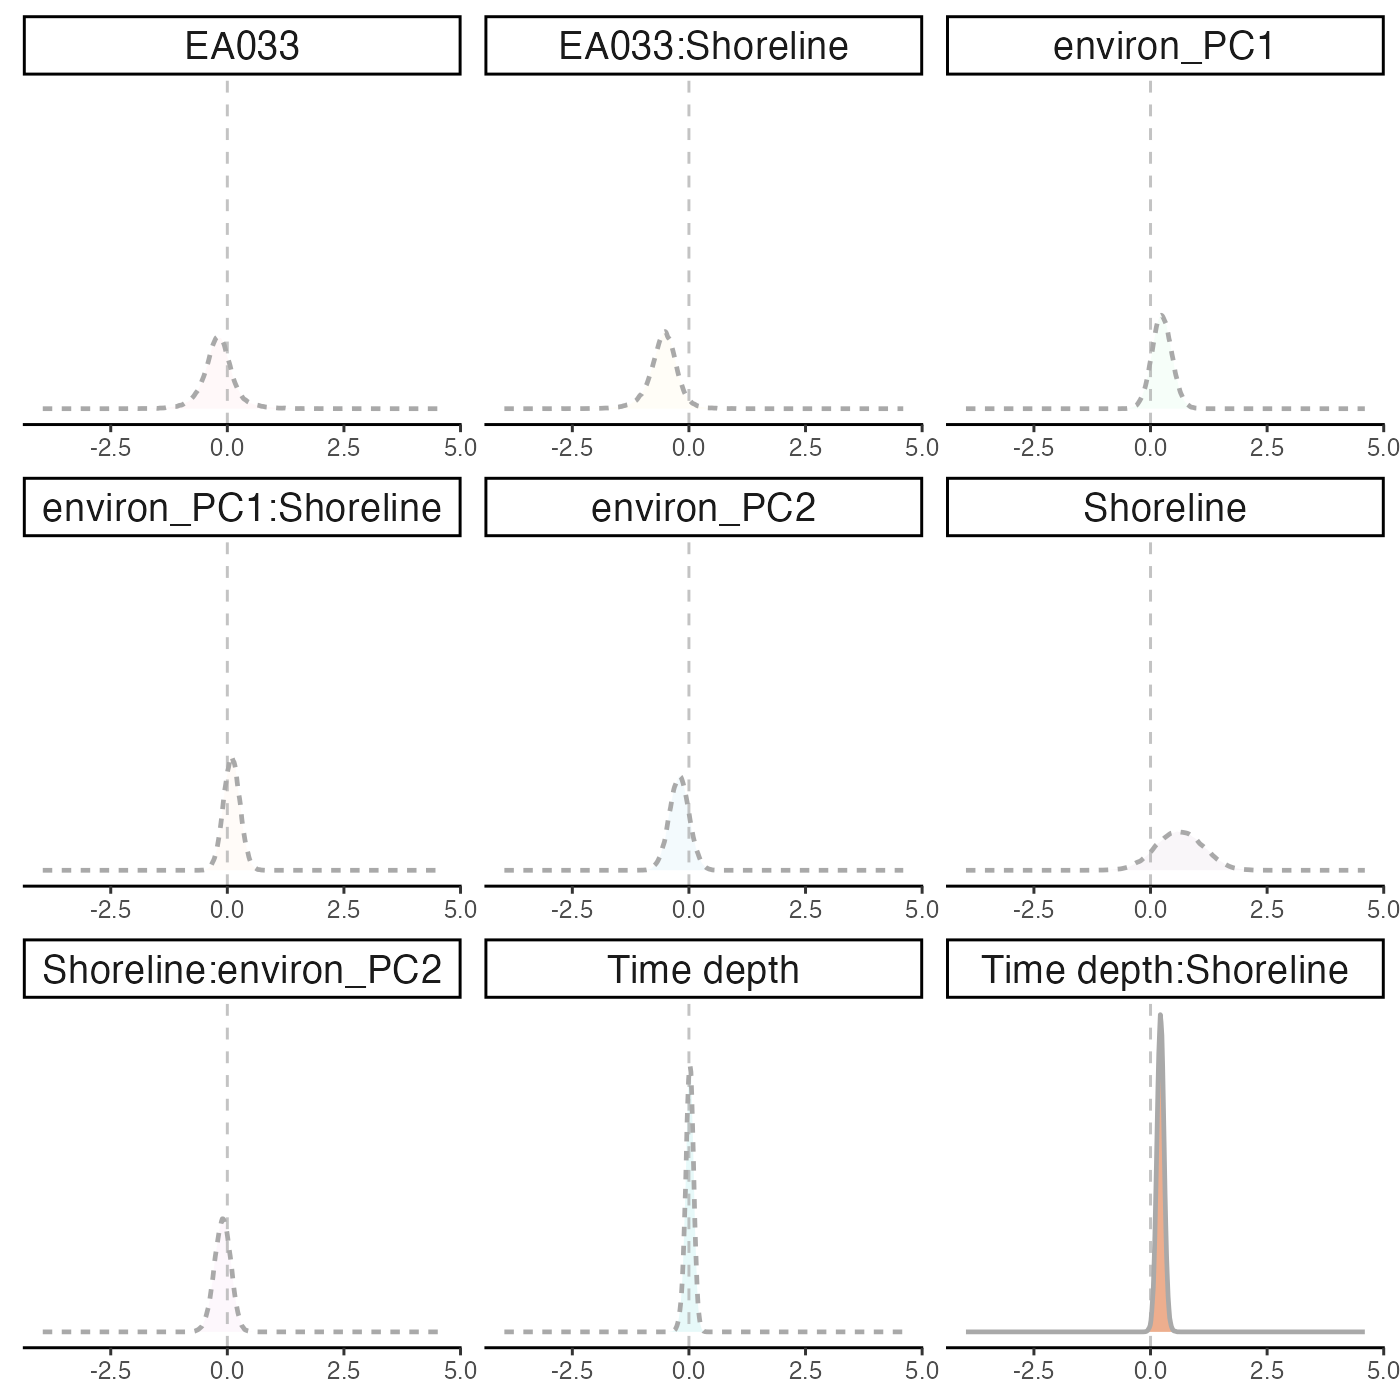 EA033
EA033:Shoreline
environ_PC1
-2.5 0.0 2.5 5.0
-2.5 0.0 2.5 5.0
-2.5 0.0 2.5 5.0
environ_PC1:Shoreline
environ_PC2
Shoreline
-2.5 0.0 2.5 5.0
-2.5 0.0 2.5 5.0
-2.5 0.0 2.5 5.0
Shoreline:environ_PC2
Time depth
Time depth:Shoreline
-2.5 0.0 2.5 5.0
-2.5 0.0 2.5 5.0
-2.5 0.0 2.5 5.0